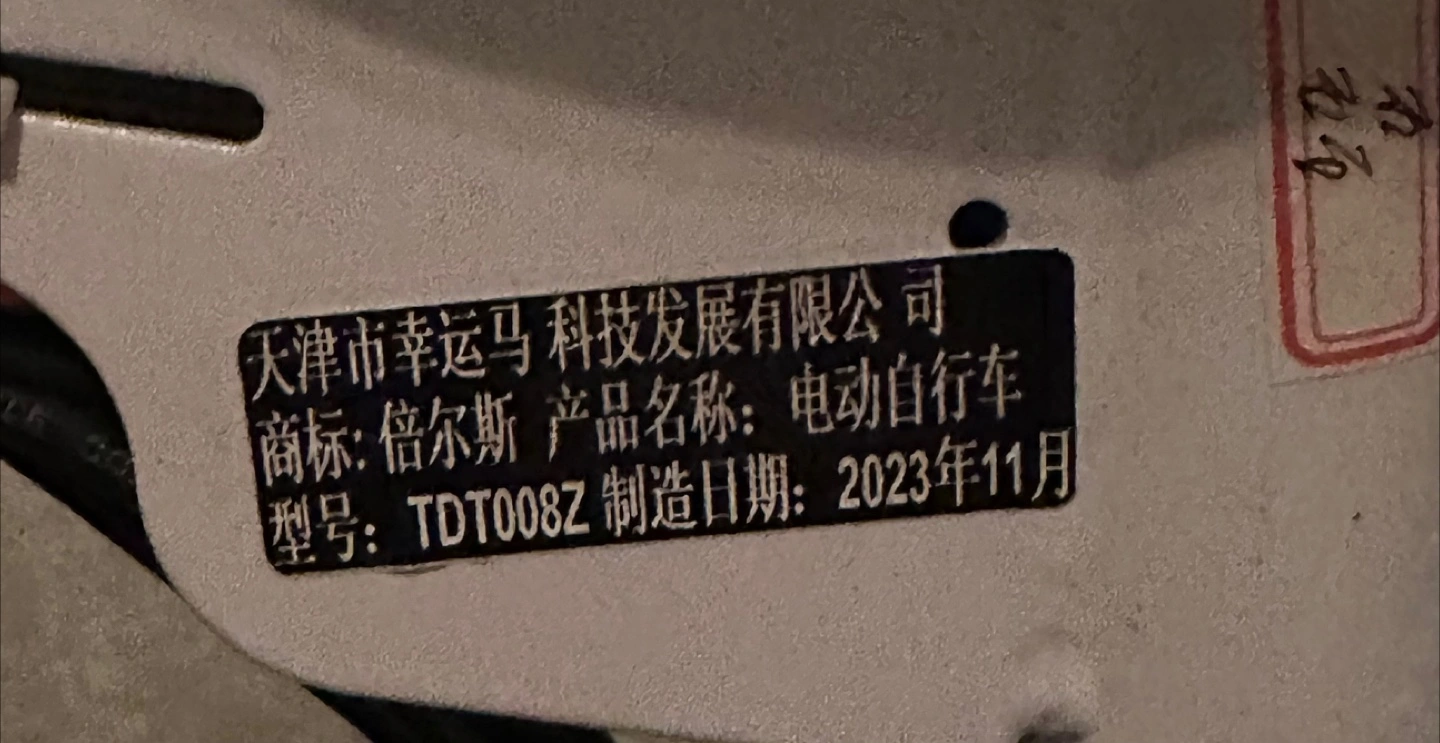 天津市幸运马 科技发展有限公 司
商标: 倍尔斯 产品名称: 电动自行车
型号: TDT008Z 制造日期: 2023年11月